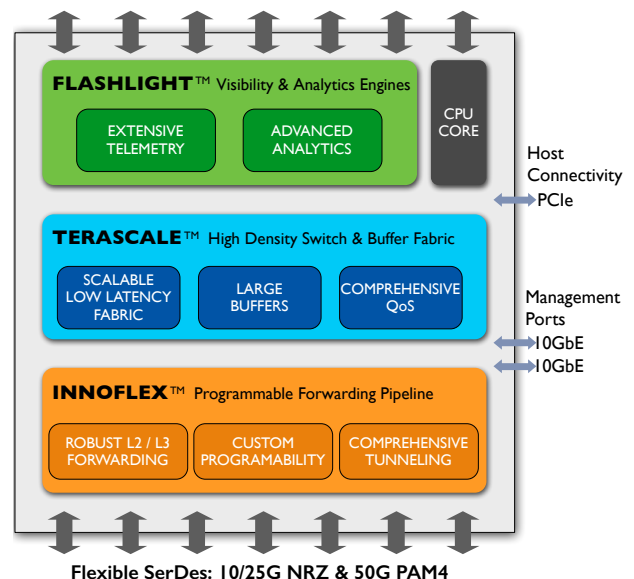 FLASHLIGHT™ Visibility & Analytics Engines
EXTENSIVE
TELEMETRY
ADVANCED
ANALYTICS
CPU
CORE
Host
Connectivity
PCIe
TERASCALE™ High Density Switch & Buffer Fabric
SCALABLE
LOW LATENCY
FABRIC
LARGE
BUFFERS
COMPREHENSIVE
QoS
Management
Ports
10GbE
10GbE
INNOFLEX™ Programmable Forwarding Pipeline
ROBUST L2 / L3
FORWARDING
CUSTOM
PROGRAMABILITY
COMPREHENSIVE
TUNNELING
Flexible SerDes: 10/25G NRZ & 50G PAM4